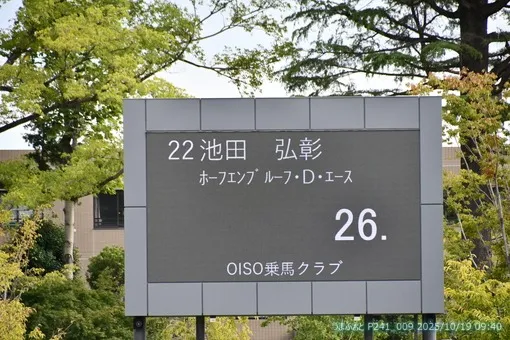 22 池田　弘彰
ﾎｰﾌｴﾝﾌﾞﾙｰﾌ・D・ｴｰｽ
26.
OISO乗馬クラブ
P241_009 2025/10/19 09:40